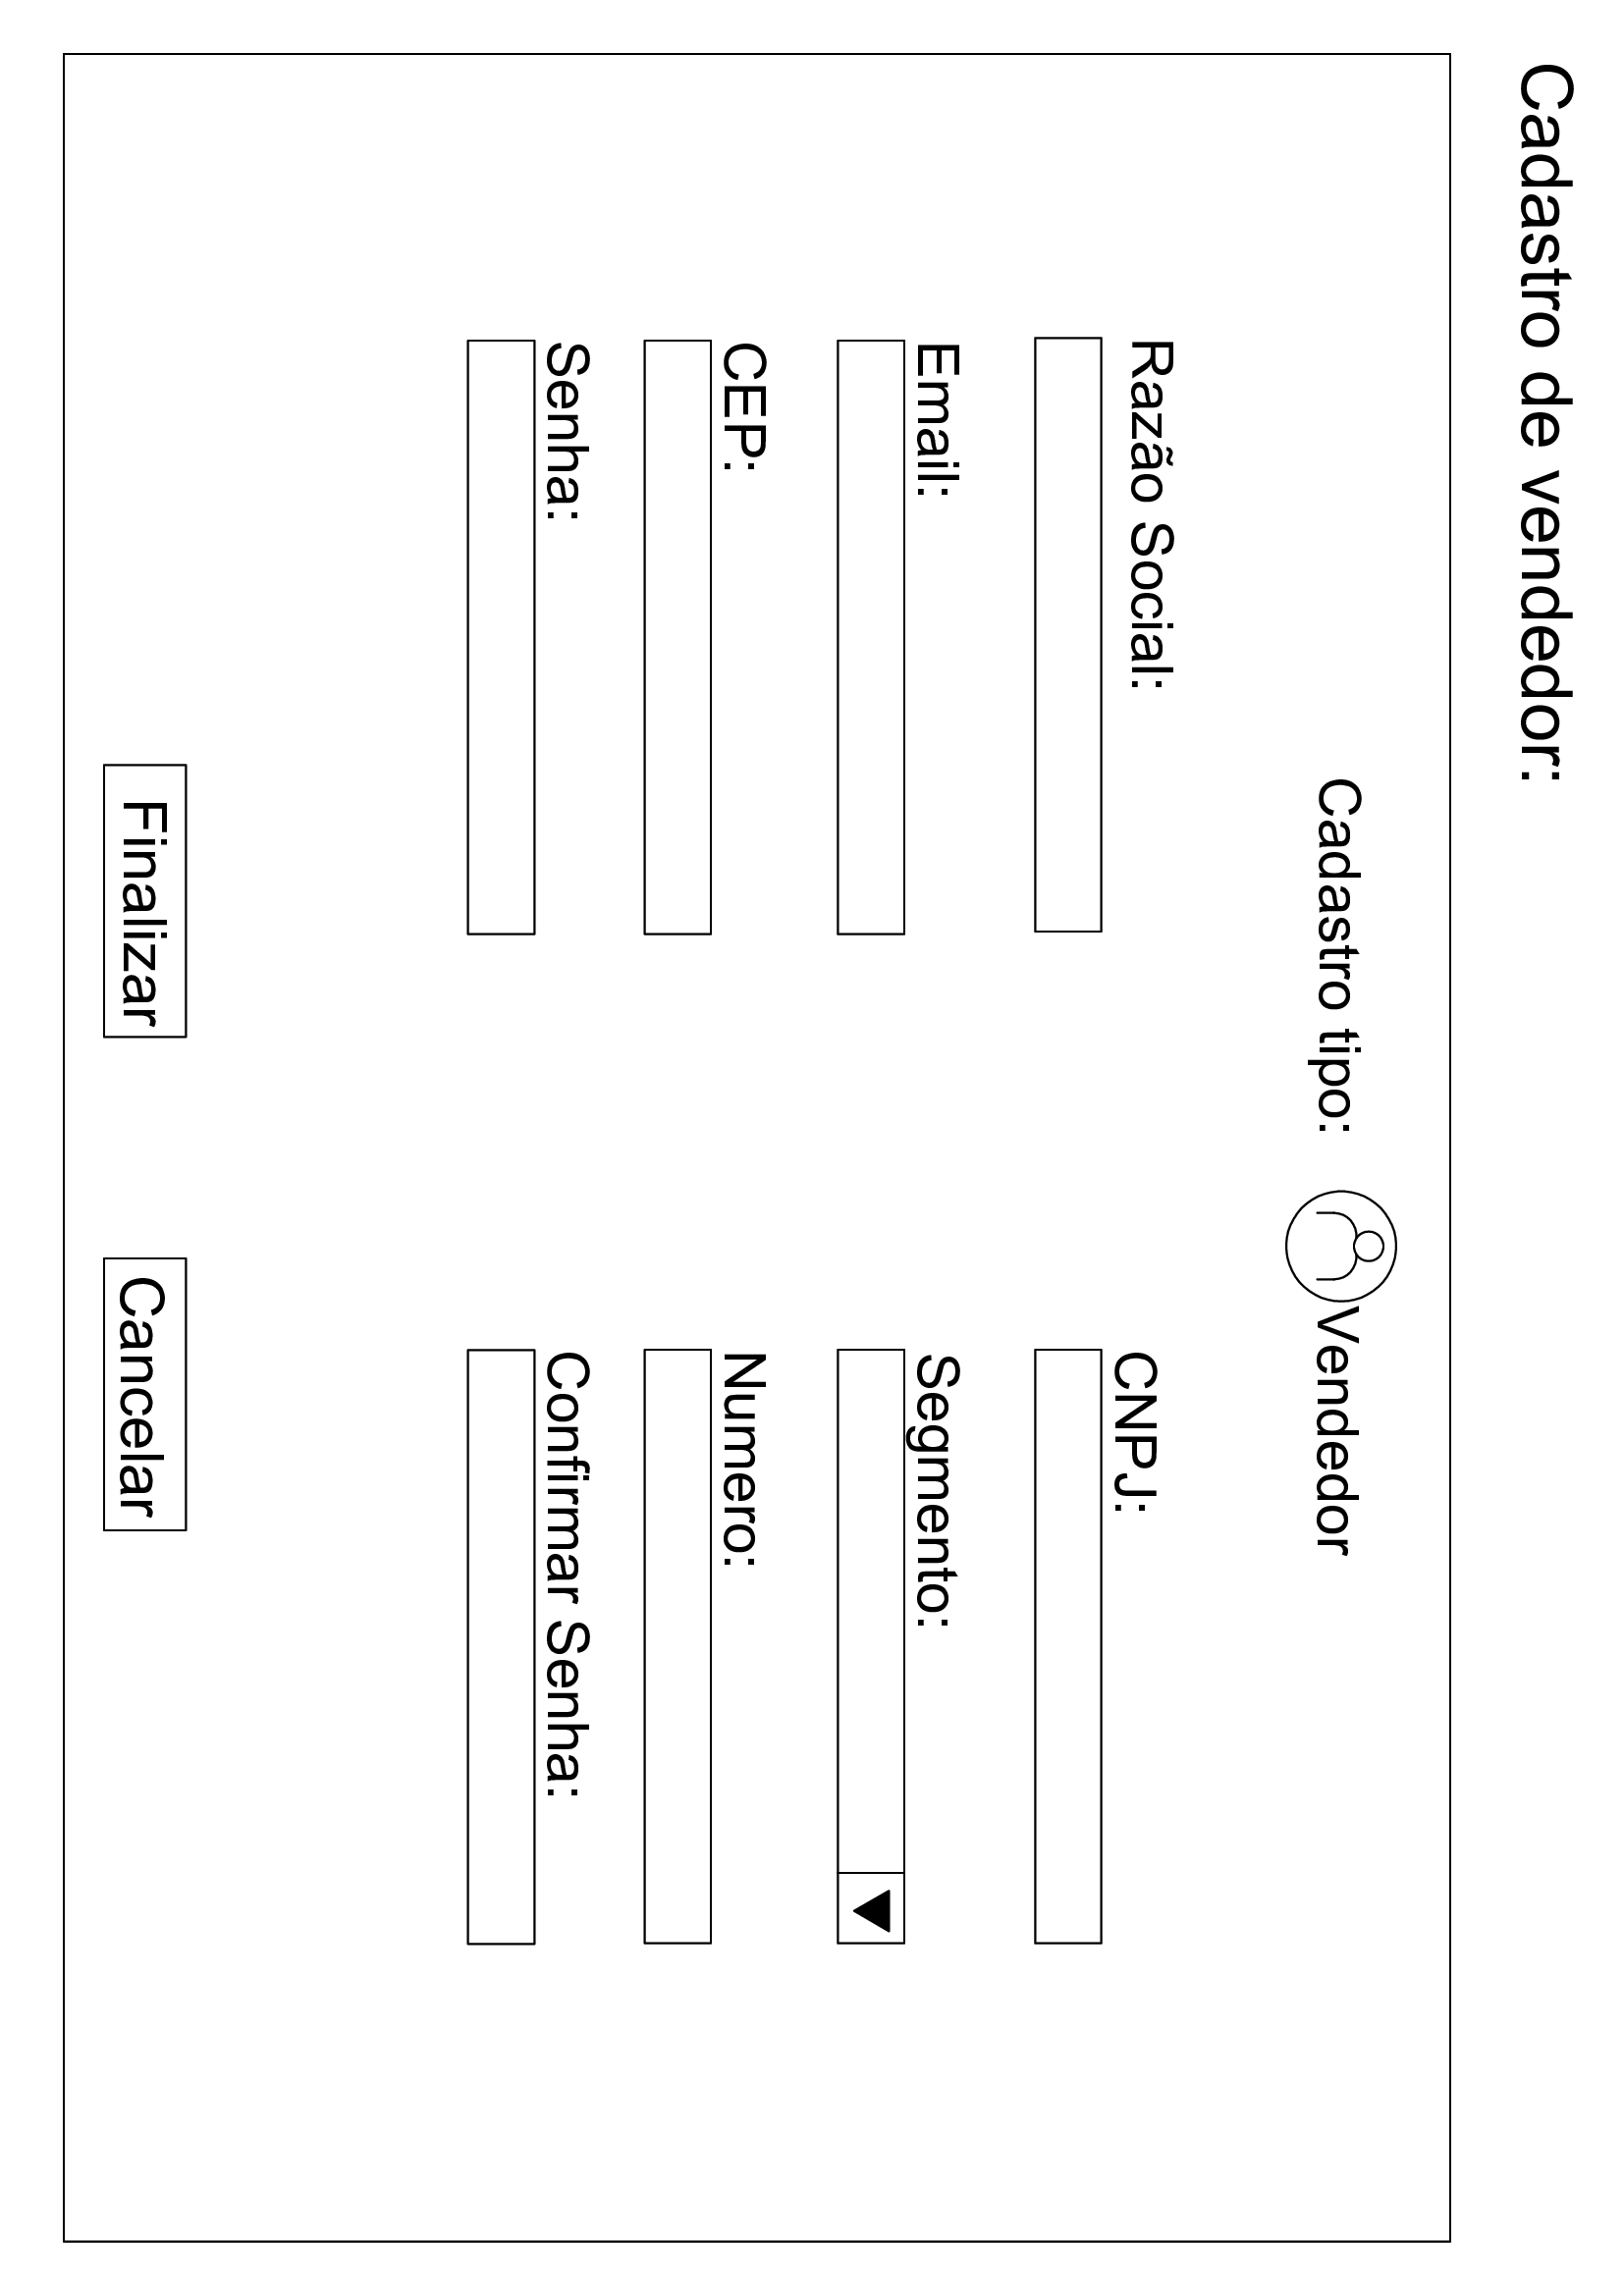 Cadastro de vendedor:
Cadastro tipo: Vendedor
Razão Social:
CNPJ:
Email:
Segmento:
CEP:
Numero:
Senha:
Confirmar Senha:
Finalizar
Cancelar